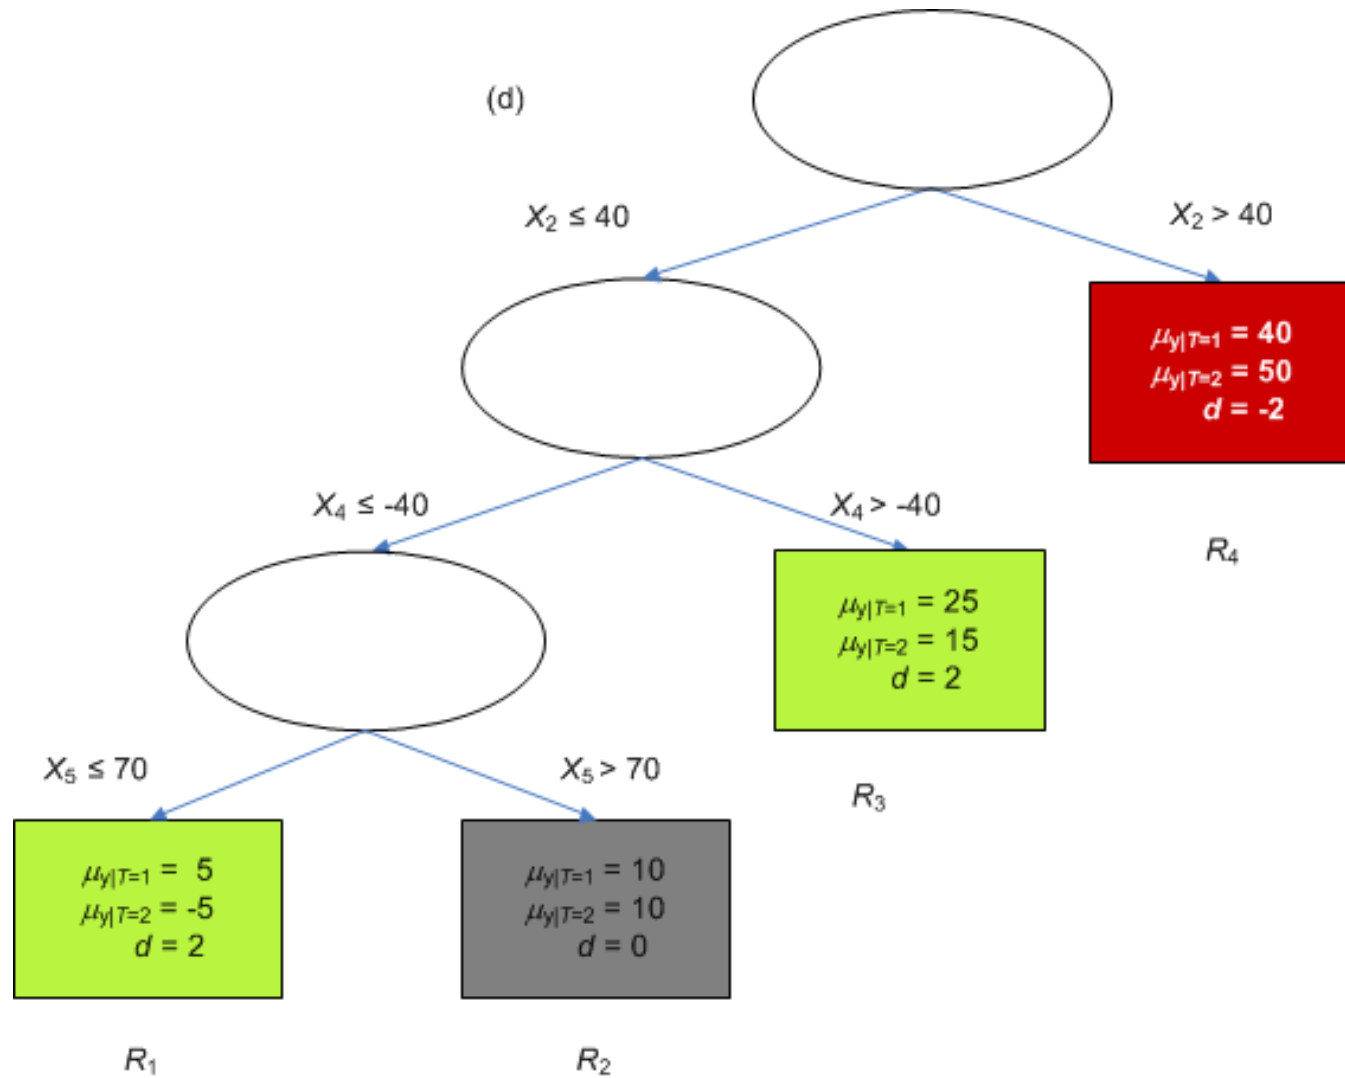 (d)
X₂ ≤ 40
X₂ > 40
μy|T=1 = 40
μy|T=2 = 50
d = -2
R₄
X₄ ≤ -40
X₄ > -40
μy|T=1 = 25
μy|T=2 = 15
d = 2
R₃
X₅ ≤ 70
X₅ > 70
μy|T=1 = 5
μy|T=2 = -5
d = 2
R₁
μy|T=1 = 10
μy|T=2 = 10
d = 0
R₂